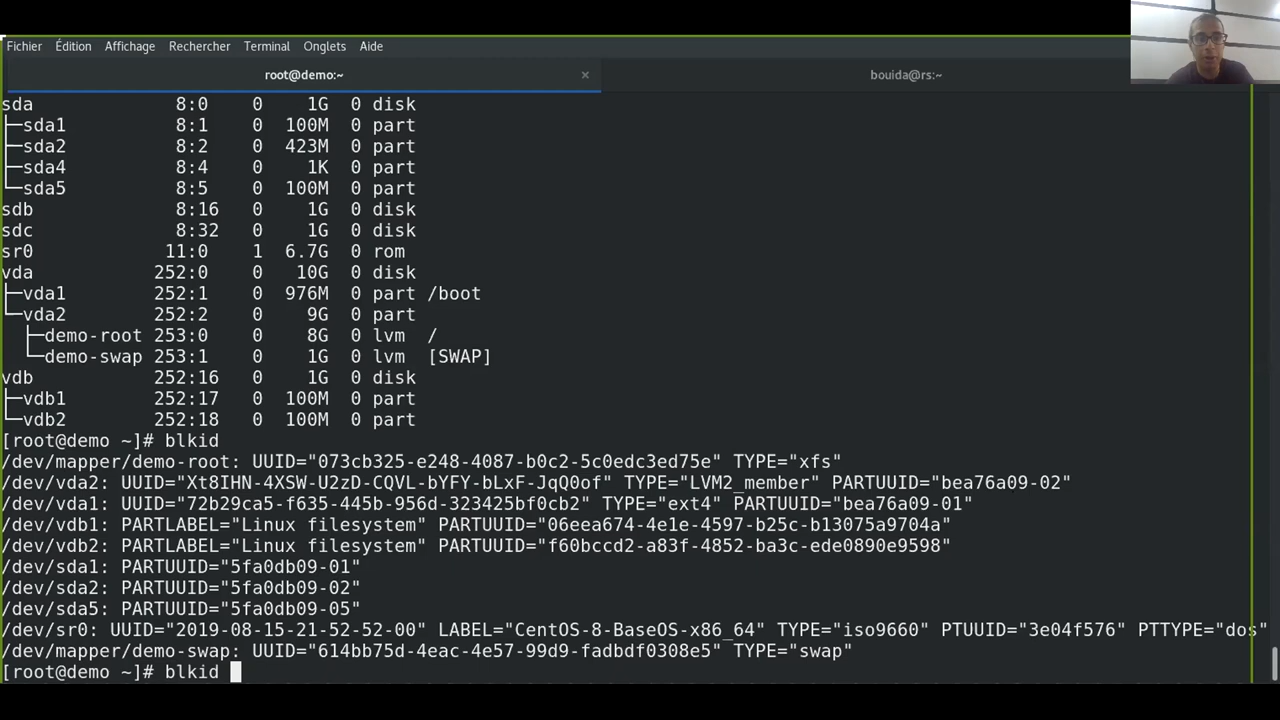 Fichier Édition Affichage Rechercher Terminal Onglets Aide
root@demo:~ × bouida@rs:~
sda 8:0 0 1G 0 disk
├─sda1 8:1 0 100M 0 part
├─sda2 8:2 0 423M 0 part
├─sda4 8:4 0 1K 0 part
└─sda5 8:5 0 100M 0 part
sdb 8:16 0 1G 0 disk
sdc 8:32 0 1G 0 disk
sr0 11:0 1 6.7G 0 rom
vda 252:0 0 10G 0 disk
├─vda1 252:1 0 976M 0 part /boot
└─vda2 252:2 0 9G 0 part
├─demo-root 253:0 0 8G 0 lvm /
└─demo-swap 253:1 0 1G 0 lvm [SWAP]
vdb 252:16 0 1G 0 disk
├─vdb1 252:17 0 100M 0 part
└─vdb2 252:18 0 100M 0 part
[root@demo ~]# blkid
/dev/mapper/demo-root: UUID="073cb325-e248-4087-b0c2-5c0edc3ed75e" TYPE="xfs"
/dev/vda2: UUID="Xt8IHN-4XSW-U2zD-CQVL-bYFY-bLxF-JqQ0of" TYPE="LVM2_member" PARTUUID="bea76a09-02"
/dev/vda1: UUID="72b29ca5-f635-445b-956d-323425bf0cb2" TYPE="ext4" PARTUUID="bea76a09-01"
/dev/vdb1: PARTLABEL="Linux filesystem" PARTUUID="06eea674-4e1e-4597-b25c-b13075a9704a"
/dev/vdb2: PARTLABEL="Linux filesystem" PARTUUID="f60bccd2-a83f-4852-ba3c-ede0890e9598"
/dev/sda1: PARTUUID="5fa0db09-01"
/dev/sda2: PARTUUID="5fa0db09-02"
/dev/sda5: PARTUUID="5fa0db09-05"
/dev/sr0: UUID="2019-08-15-21-52-52-00" LABEL="CentOS-8-BaseOS-x86_64" TYPE="iso9660" PTUUID="3e04f576" PTTYPE="dos"
/dev/mapper/demo-swap: UUID="614bb75d-4eac-4e57-99d9-fadbdf0308e5" TYPE="swap"
[root@demo ~]# blkid